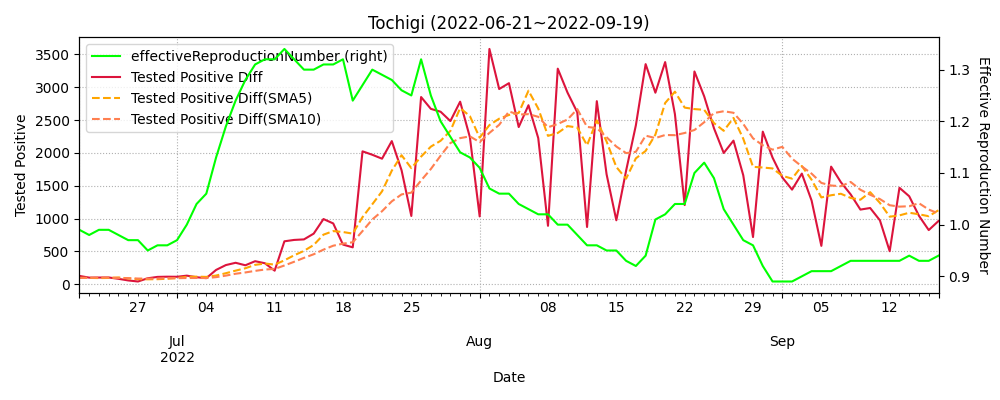 Tochigi (2022-06-21~2022-09-19)
effectiveReproductionNumber (right)
Tested Positive Diff
Tested Positive Diff(SMA5)
Tested Positive Diff(SMA10)
Tested Positive
3500
3000
2500
2000
1500
1000
500
0
1.3
1.2
1.1
1.0
0.9
Effective Reproduction Number
27 04 11 18 25 08 15 22 29 05 12
Jul Aug Sep
2022
Date